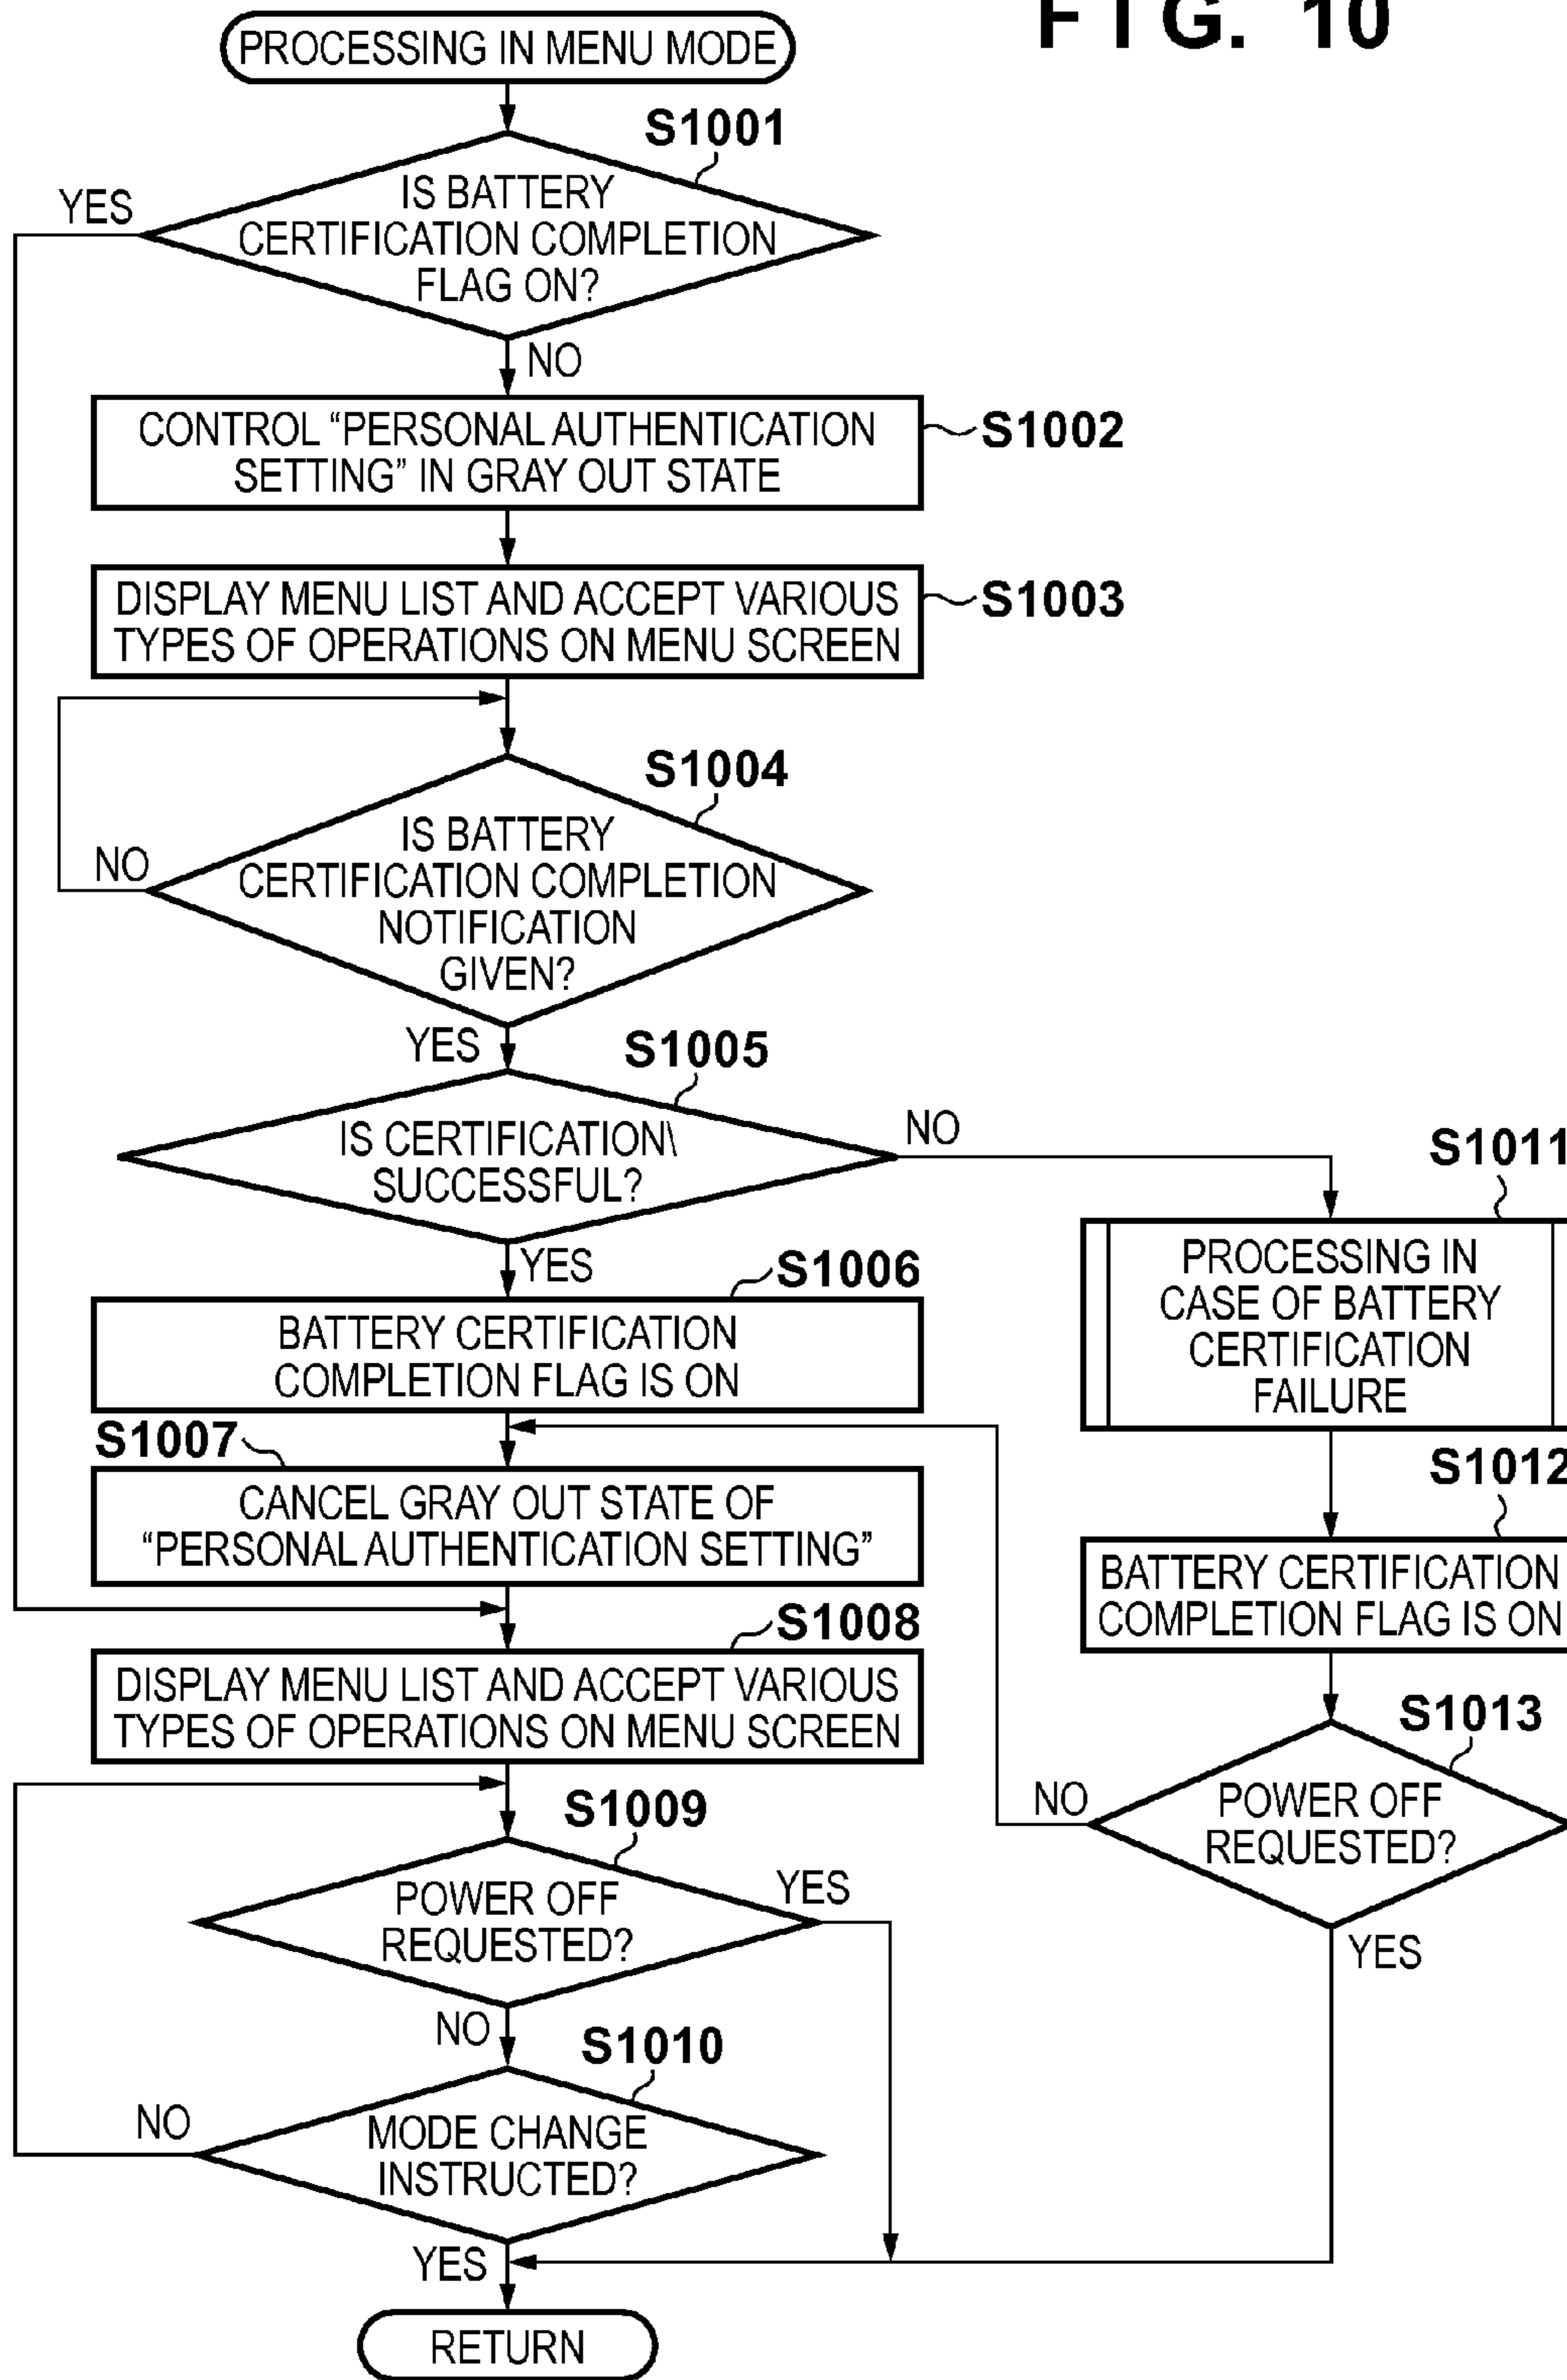 FIG. 10
PROCESSING IN MENU MODE
S1001
IS BATTERY
CERTIFICATION COMPLETION
FLAG ON?
YES
NO
CONTROL “PERSONAL AUTHENTICATION
SETTING” IN GRAY OUT STATE
S1002
DISPLAY MENU LIST AND ACCEPT VARIOUS
TYPES OF OPERATIONS ON MENU SCREEN
S1003
S1004
IS BATTERY
CERTIFICATION COMPLETION
NOTIFICATION
GIVEN?
NO
YES
S1005
IS CERTIFICATION\
SUCCESSFUL?
NO
YES
S1006
BATTERY CERTIFICATION
COMPLETION FLAG IS ON
S1007
CANCEL GRAY OUT STATE OF
“PERSONAL AUTHENTICATION SETTING”
S1008
DISPLAY MENU LIST AND ACCEPT VARIOUS
TYPES OF OPERATIONS ON MENU SCREEN
S1009
POWER OFF
REQUESTED?
YES
NO
S1010
MODE CHANGE
INSTRUCTED?
NO
YES
RETURN
S1011
PROCESSING IN
CASE OF BATTERY
CERTIFICATION
FAILURE
S1012
BATTERY CERTIFICATION
COMPLETION FLAG IS ON
S1013
POWER OFF
REQUESTED?
NO
YES